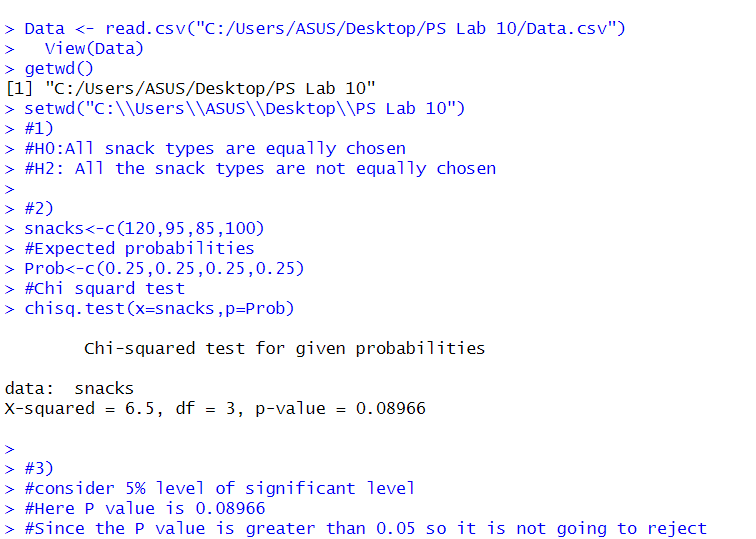 > Data <- read.csv("C:/Users/ASUS/Desktop/PS Lab 10/Data.csv")
>   View(Data)
> getwd()
[1] "C:/Users/ASUS/Desktop/PS Lab 10"
> setwd("C:\\Users\\ASUS\\Desktop\\PS Lab 10")
> #1)
> #H0:All snack types are equally chosen
> #H2: All the snack types are not equally chosen
>
> #2)
> snacks<-c(120,95,85,100)
> #Expected probabilities
> Prob<-c(0.25,0.25,0.25,0.25)
> #Chi squard test
> chisq.test(x=snacks,p=Prob)

        Chi-squared test for given probabilities

data:  snacks
X-squared = 6.5, df = 3, p-value = 0.08966

>
> #3)
> #consider 5% level of significant level
> #Here P value is 0.08966
> #Since the P value is greater than 0.05 so it is not going to reject